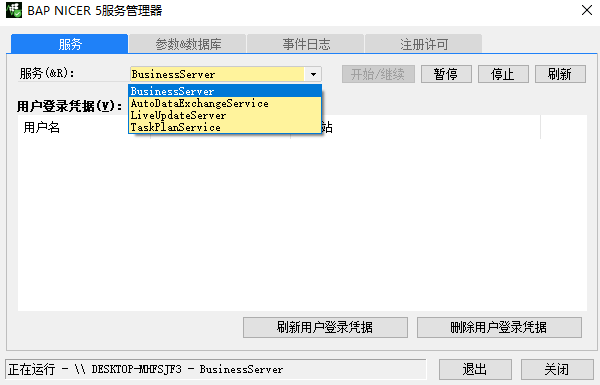 BAP NICER 5服务管理器
服务 参数&数据库 事件日志 注册许可
服务(&R): BusinessServer 开始/继续 暂停 停止 刷新
BusinessServer
用户登录凭据(V): AutoDataExchangeService
LiveUpdateServer
用户名 TaskPlanService 站
刷新用户登录凭据 删除用户登录凭据
正在运行 - \\ DESKTOP-MHFSJF3 - BusinessServer 退出 关闭